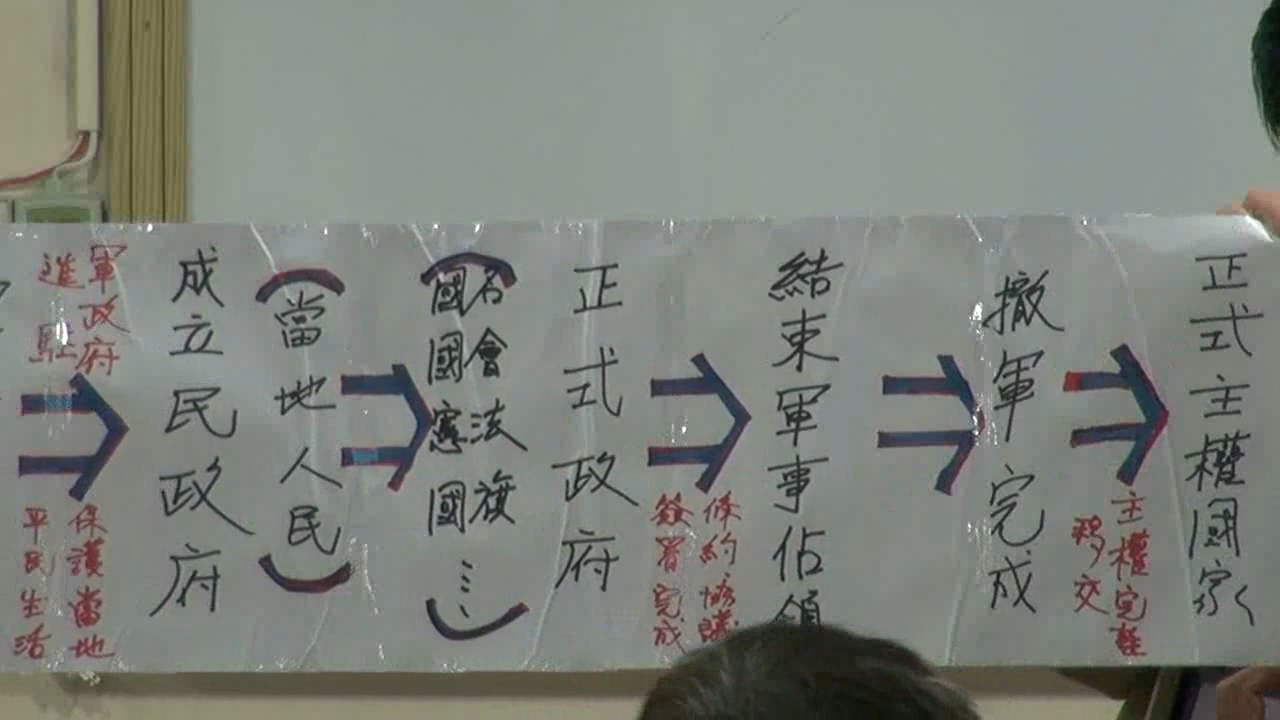 軍政府
進駐
保護當地
平民生活
成立民政府
(當地人民)
(國名
國會
憲法
國旗
…)
正式政府
條約協議
簽署完成
結束軍事佔領
撤軍完成
主權完整
移交
正式主權國家